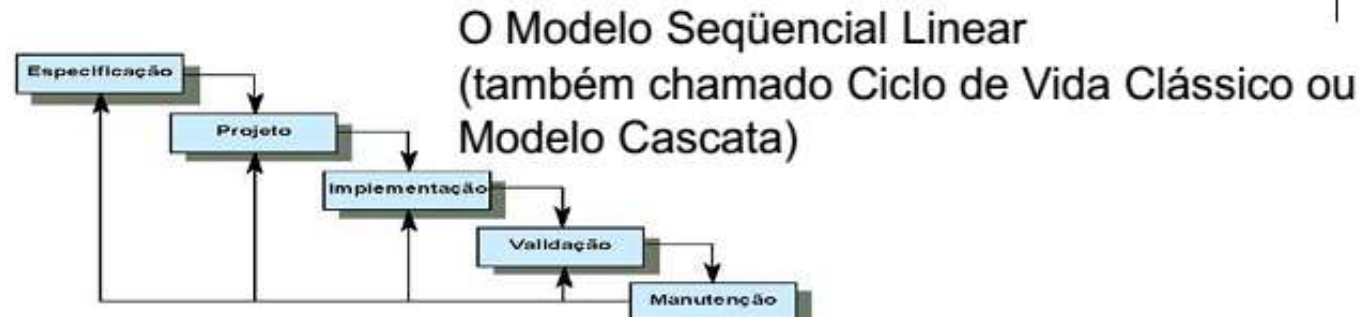 O Modelo Seqüencial Linear
(também chamado Ciclo de Vida Clássico ou
Modelo Cascata)
Especificação
Projeto
Implementação
Validação
Manutenção